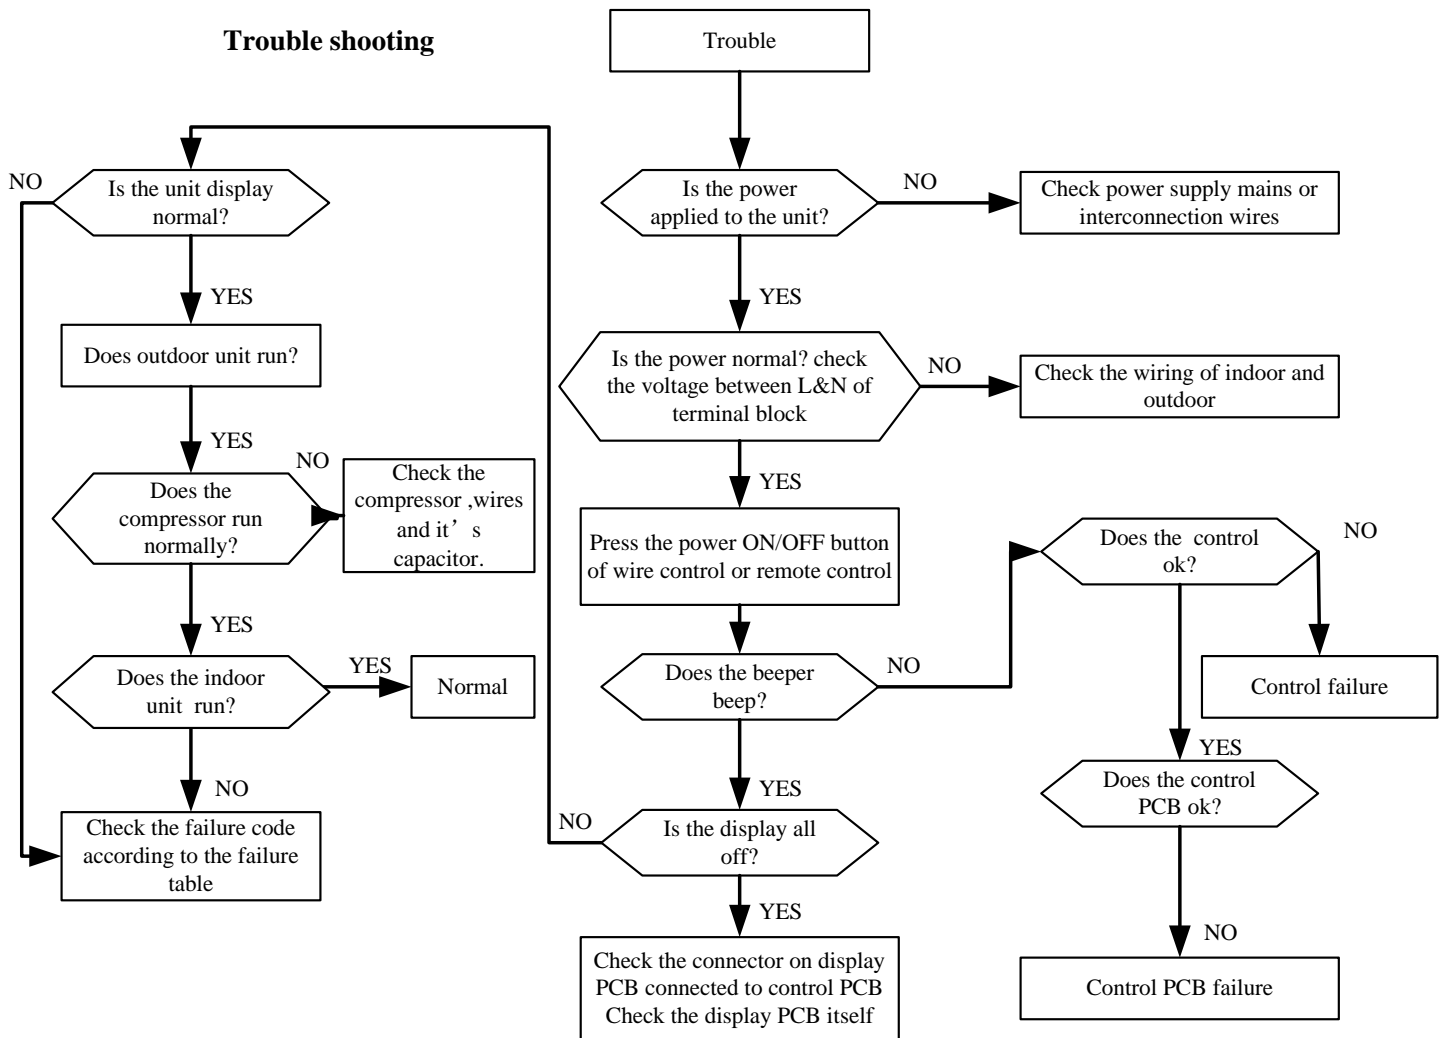 Trouble shooting
Trouble
Is the power
applied to the unit?
NO
Check power supply mains or
interconnection wires
YES
Is the power normal? check
the voltage between L&N of
terminal block
NO
Check the wiring of indoor and
outdoor
YES
Press the power ON/OFF button
of wire control or remote control
Does the beeper
beep?
NO
Does the control
ok?
NO
Control failure
YES
Does the control
PCB ok?
NO
Control PCB failure
YES
Is the display all
off?
YES
Check the connector on display
PCB connected to control PCB
Check the display PCB itself
NO
Is the unit display
normal?
NO
YES
Does outdoor unit run?
YES
Does the
compressor run
normally?
NO
Check the
compressor ,wires
and it’s
capacitor.
YES
Does the indoor
unit run?
YES
Normal
NO
Check the failure code
according to the failure
table